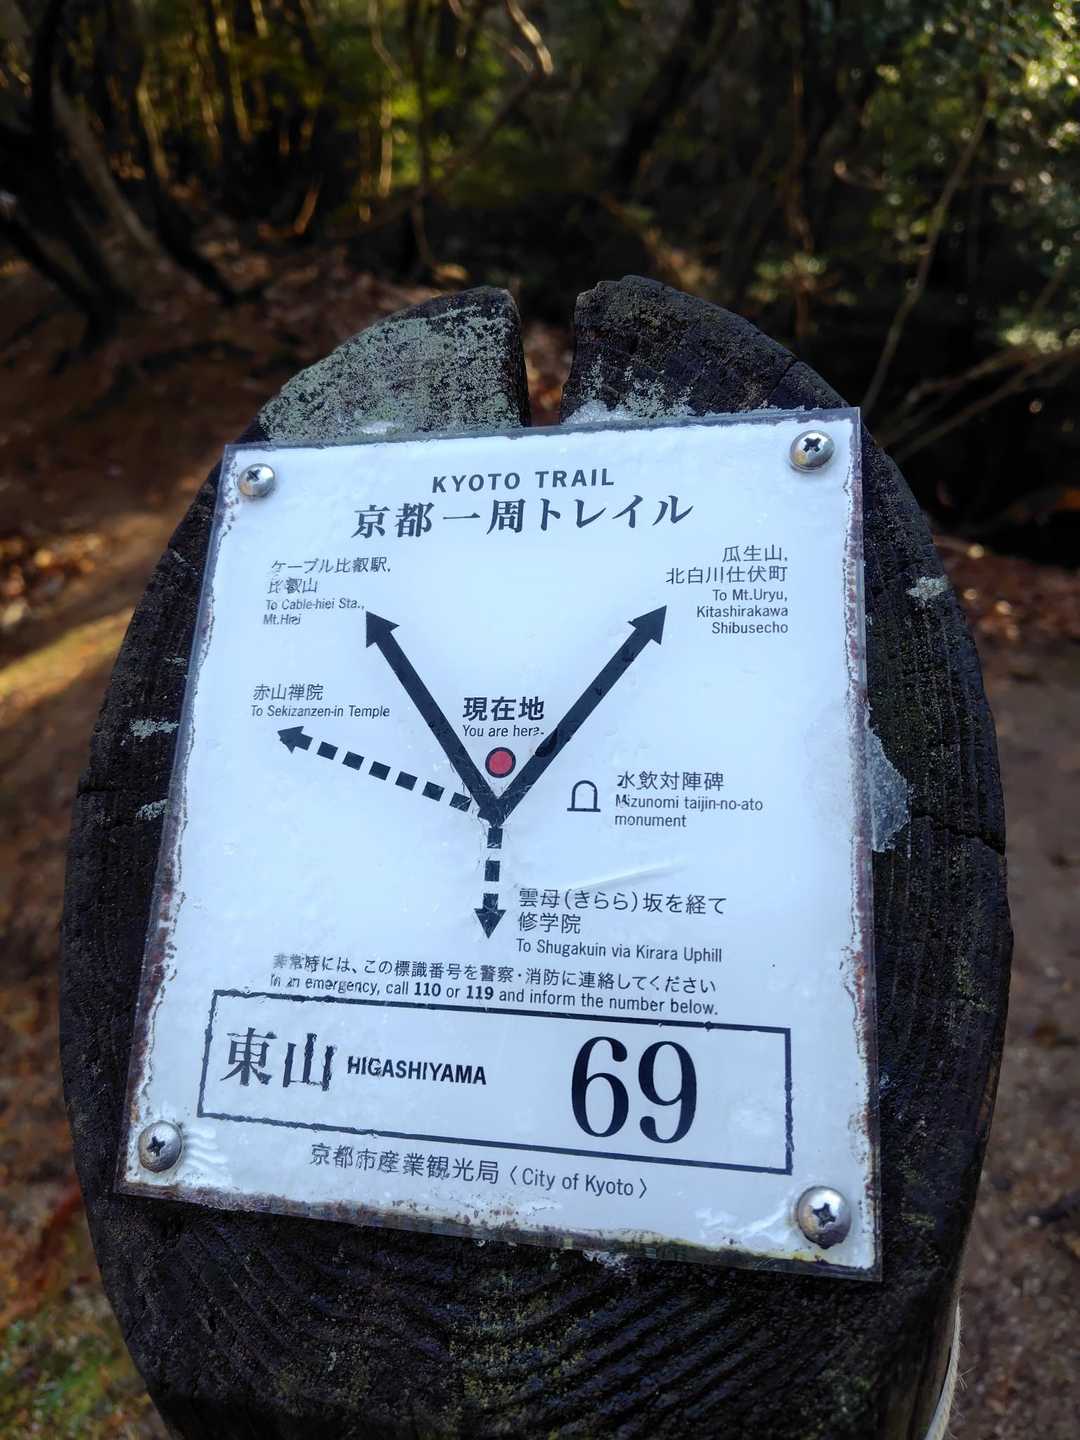 KYOTO TRAIL
京都一周トレイル
ケーブル比叡駅,
比叡山
To Cable-hiei Sta.,
Mt.Hiei
瓜生山,
北白川仕伏町
To Mt.Uryu,
Kitashirakawa
Shibusecho
赤山禅院
To Sekizanzen-in Temple
現在地
You are here.
水飲対陣碑
Mizunomi taijin-no-ato
monument
雲母(きらら)坂を経て
修学院
To Shugakuin via Kirara Uphill
非常時には、この標識番号を警察・消防に連絡してください
In an emergency, call 110 or 119 and inform the number below.
東山 HIGASHIYAMA 69
京都市産業観光局〈City of Kyoto〉